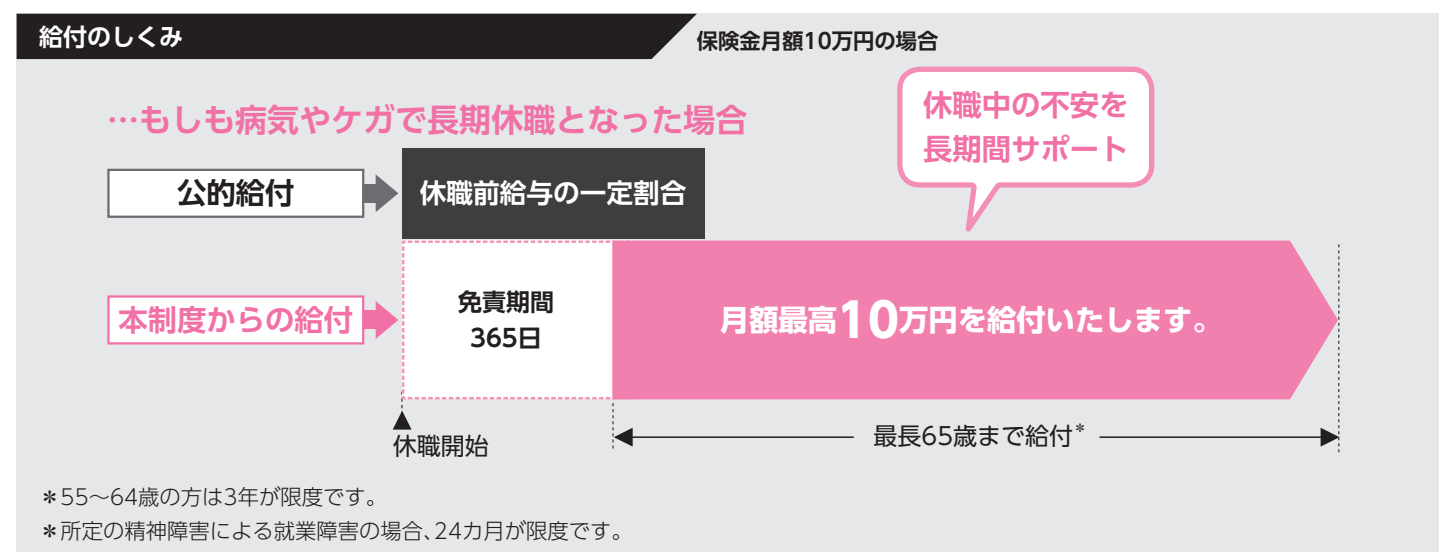 給付のしくみ
保険金月額10万円の場合
…もしも病気やケガで長期休職となった場合
休職中の不安を
長期間サポート
公的給付
休職前給与の一定割合
本制度からの給付
免責期間
365日
月額最高10万円を給付いたします。
休職開始
最長65歳まで給付*
*55〜64歳の方は3年が限度です。
*所定の精神障害による就業障害の場合、24カ月が限度です。